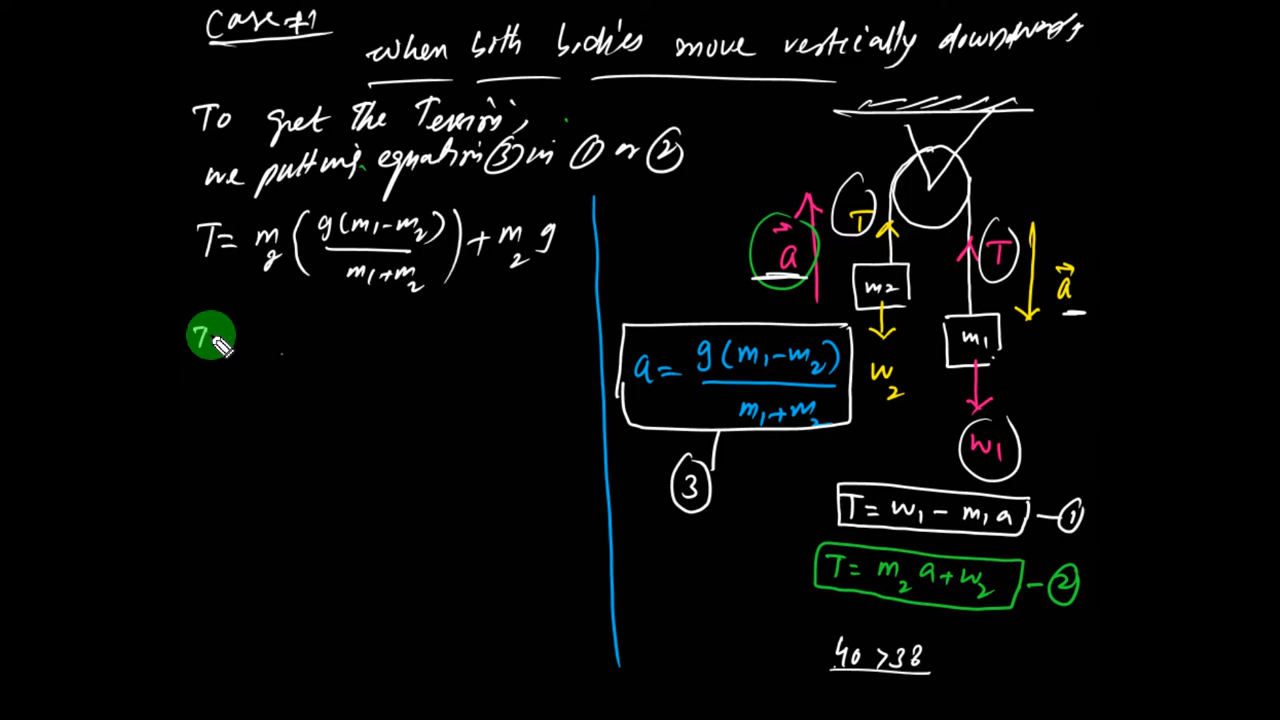 Case #1
when both bodies move vertically downwards
To get the Tension,
we putting equation ③ in ① or ②
T = m₂ ( g(m₁-m₂) / m₁+m₂ ) + m₂ g
T
a
T
T
a
m₂
m₁
w₂
w₁
a = g(m₁-m₂) / m₁+m₂
③
T = w₁ - m₁a — ①
T = m₂ a + w₂ — ②
40 > 38